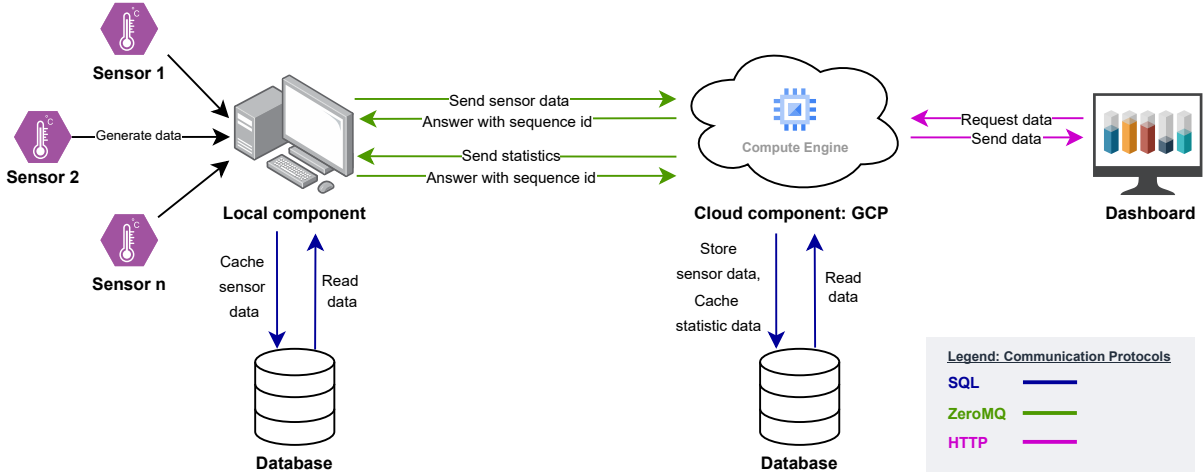 °C
Sensor 1
°C
Sensor 2
Generate data
°C
Sensor n
Local component
Send sensor data
Answer with sequence id
Send statistics
Answer with sequence id
Compute Engine
Cloud component: GCP
Request data
Send data
Dashboard
Cache
sensor
data
Read
data
Database
Store
sensor data,
Cache
statistic data
Read
data
Database
Legend: Communication Protocols
SQL
ZeroMQ
HTTP